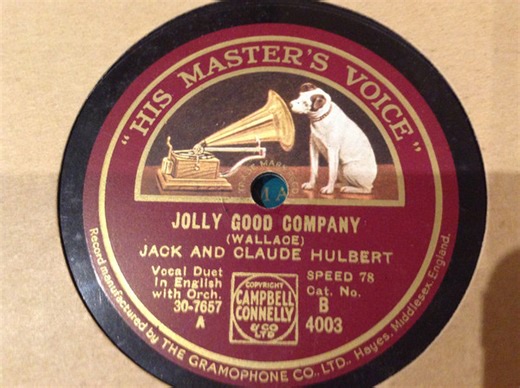 "HIS MASTER'S VOICE"
TRADE MARK
JOLLY GOOD COMPANY
(WALLACE)
JACK AND CLAUDE HULBERT
Vocal Duet
in English
with Orch.
30-7657
A
COPYRIGHT
CAMPBELL
CONNELLY
& CO
LTD
SPEED 78
Cat. No.
B
4003
Record manufactured by THE GRAMOPHONE CO., LTD., Hayes, Middlesex, England.